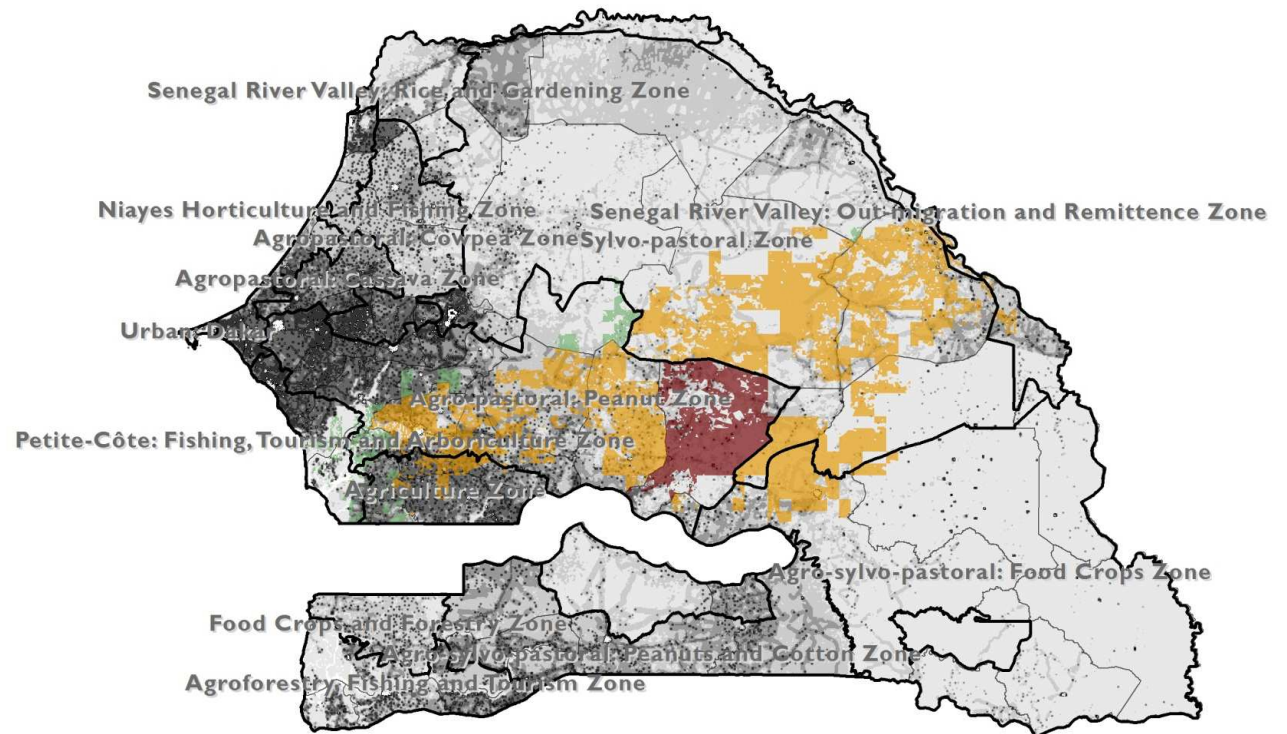 Senegal River Valley: Rice and Gardening Zone
Niayes Horticulture and Fishing Zone
Senegal River Valley: Out-migration and Remittence Zone
Agropastoral: Cowpea Zone
Sylvo-pastoral Zone
Agropastoral: Cassava Zone
Urban: Dakar
Agro-pastoral: Peanut Zone
Petite-Côte: Fishing, Tourism and Arboriculture Zone
Agriculture Zone
Agro-sylvo-pastoral: Food Crops Zone
Food Crops and Forestry Zone
Agro-sylvo-pastoral: Peanuts and Cotton Zone
Agroforestry, Fishing and Tourism Zone